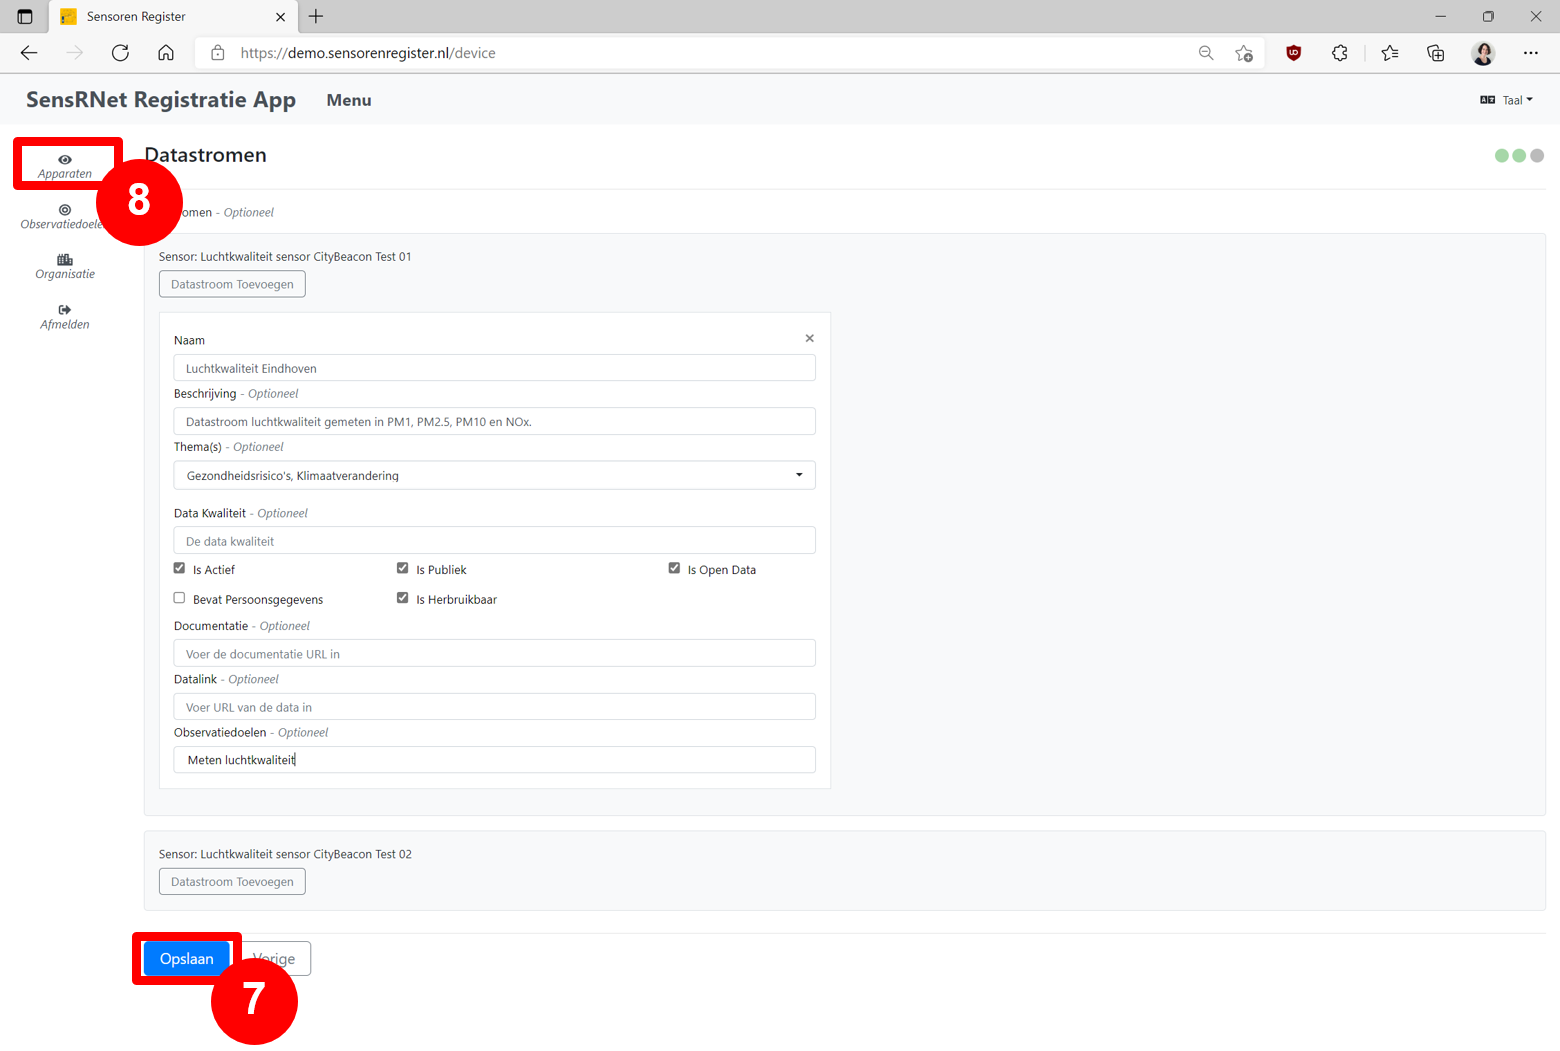 Sensoren Register
https://demo.sensorenregister.nl/device
SensRNet Registratie App
Menu
Taal
Apparaten
8
Observatiedoele
Organisatie
Afmelden
Datastromen
omen - Optioneel
Sensor: Luchtkwaliteit sensor CityBeacon Test 01
Datastroom Toevoegen
Naam
Luchtkwaliteit Eindhoven
Beschrijving - Optioneel
Datastroom luchtkwaliteit gemeten in PM1, PM2.5, PM10 en NOx.
Thema(s) - Optioneel
Gezondheidsrisico's, Klimaatverandering
Data Kwaliteit - Optioneel
De data kwaliteit
Is Actief Is Publiek Is Open Data
Bevat Persoonsgegevens Is Herbruikbaar
Documentatie - Optioneel
Voer de documentatie URL in
Datalink - Optioneel
Voer URL van de data in
Observatiedoelen - Optioneel
Meten luchtkwaliteit
Sensor: Luchtkwaliteit sensor CityBeacon Test 02
Datastroom Toevoegen
Opslaan Vorige
7